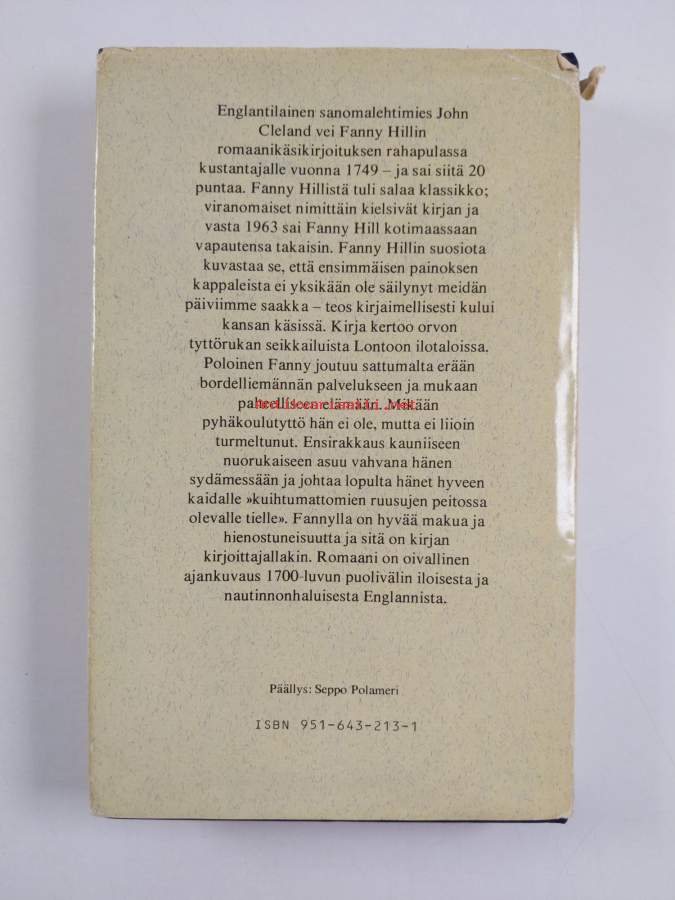 Englantilainen sanomalehtimies John
Cleland vei Fanny Hillin
romaanikäsikirjoituksen rahapulassa
kustantajalle vuonna 1749 – ja sai siitä 20
puntaa. Fanny Hillistä tuli salaa klassikko;
viranomaiset nimittäin kielsivät kirjan ja
vasta 1963 sai Fanny Hill kotimaassaan
vapautensa takaisin. Fanny Hillin suosiota
kuvastaa se, että ensimmäisen painoksen
kappaleista ei yksikään ole säilynyt meidän
päiviimme saakka – teos kirjaimellisesti kului
kansan käsissä. Kirja kertoo orvon
tyttörukan seikkailuista Lontoon ilotaloissa.
Poloinen Fanny joutuu sattumalta erään
bordelliemännän palvelukseen ja mukaan
paheelliseen elämään. Mikään
pyhäkoulutyttö hän ei ole, mutta ei liioin
turmeltunut. Ensirakkaus kauniiseen
nuorukaiseen asuu vahvana hänen
sydämessään ja johtaa lopulta hänet hyveen
kaidalle »kuihtumattomien ruusujen peitossa
olevalle tielle». Fannylla on hyvää makua ja
hienostuneisuutta ja sitä on kirjan
kirjoittajallakin. Romaani on oivallinen
ajankuvaus 1700-luvun puolivälin iloisesta ja
nautinnonhaluisesta Englannista.
Päällys: Seppo Polameri
ISBN 951-643-213-1